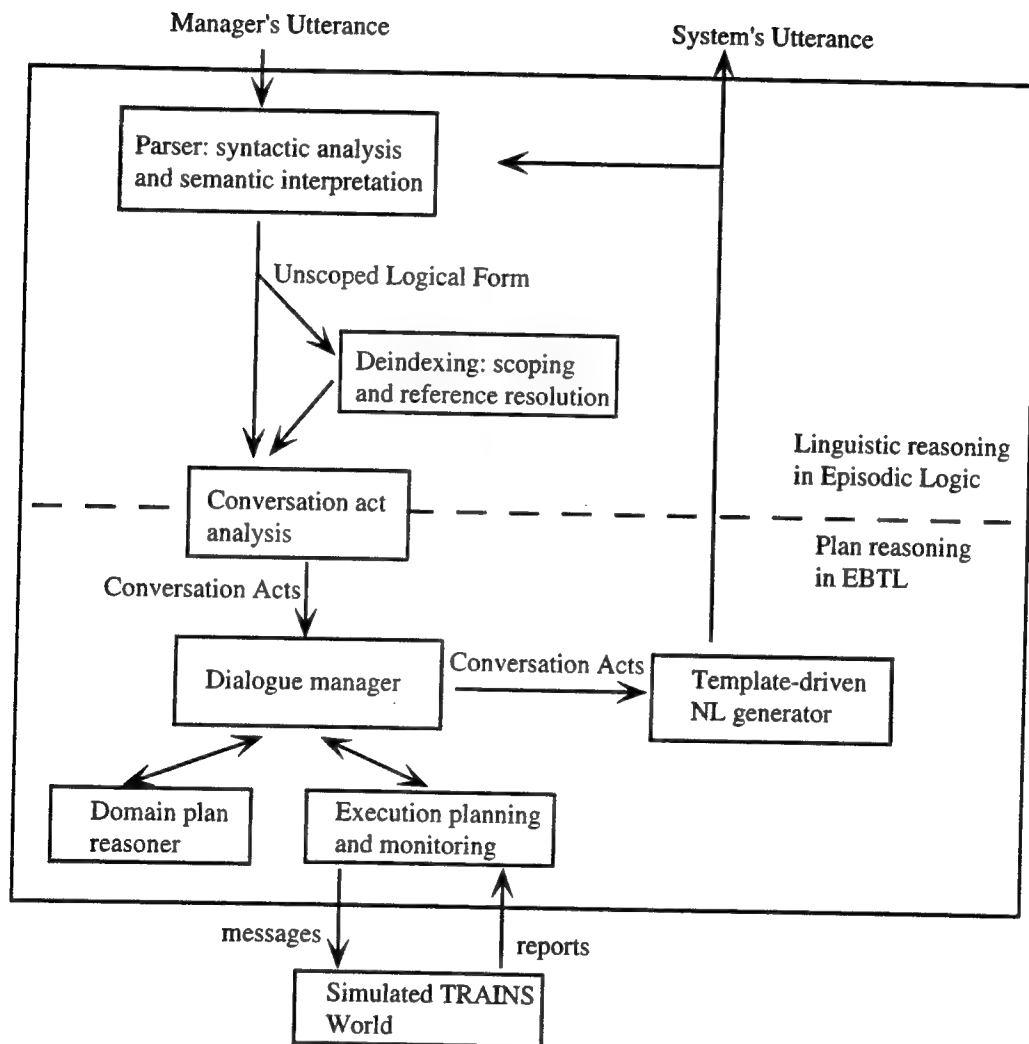 Manager's Utterance
System's Utterance
Parser: syntactic analysis
and semantic interpretation
Unscoped Logical Form
Deindexing: scoping
and reference resolution
Linguistic reasoning
in Episodic Logic
Conversation act
analysis
Plan reasoning
in EBTL
Conversation Acts
Dialogue manager
Conversation Acts
Template-driven
NL generator
Domain plan
reasoner
Execution planning
and monitoring
messages
reports
Simulated TRAINS
World